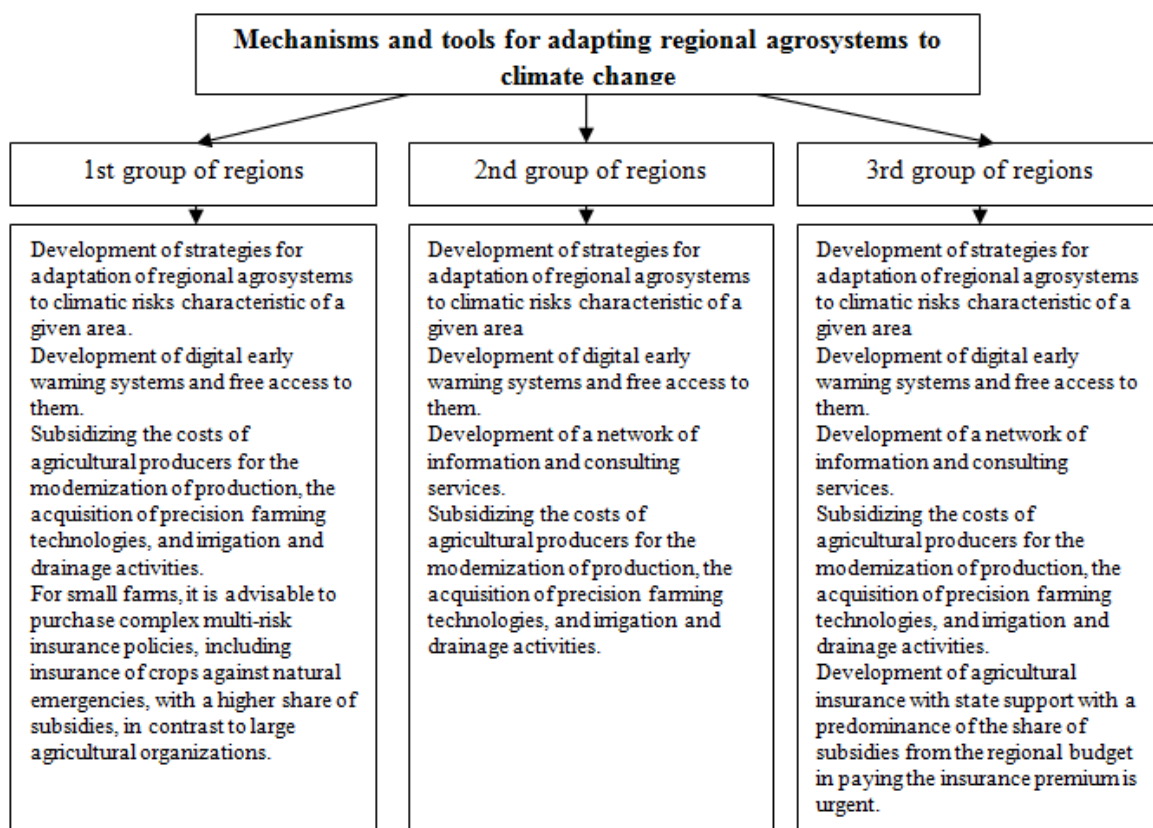 Mechanisms and tools for adapting regional agrosystems to
climate change
1st group of regions
2nd group of regions
3rd group of regions
Development of strategies for
adaptation of regional agrosystems
to climatic risks characteristic of a
given area.
Development of digital early
warning systems and free access to
them.
Subsidizing the costs of
agricultural producers for the
modernization of production, the
acquisition of precision farming
technologies, and irrigation and
drainage activities.
For small farms, it is advisable to
purchase complex multi-risk
insurance policies, including
insurance of crops against natural
emergencies, with a higher share of
subsidies, in contrast to large
agricultural organizations.
Development of strategies for
adaptation of regional agrosystems
to climatic risks characteristic of a
given area
Development of digital early
warning systems and free access to
them.
Development of a network of
information and consulting
services.
Subsidizing the costs of
agricultural producers for the
modernization of production, the
acquisition of precision farming
technologies, and irrigation and
drainage activities.
Development of strategies for
adaptation of regional agrosystems
to climatic risks characteristic of a
given area
Development of digital early
warning systems and free access to
them.
Development of a network of
information and consulting
services.
Subsidizing the costs of
agricultural producers for the
modernization of production, the
acquisition of precision farming
technologies, and irrigation and
drainage activities.
Development of agricultural
insurance with state support with a
predominance of the share of
subsidies from the regional budget
in paying the insurance premium is
urgent.